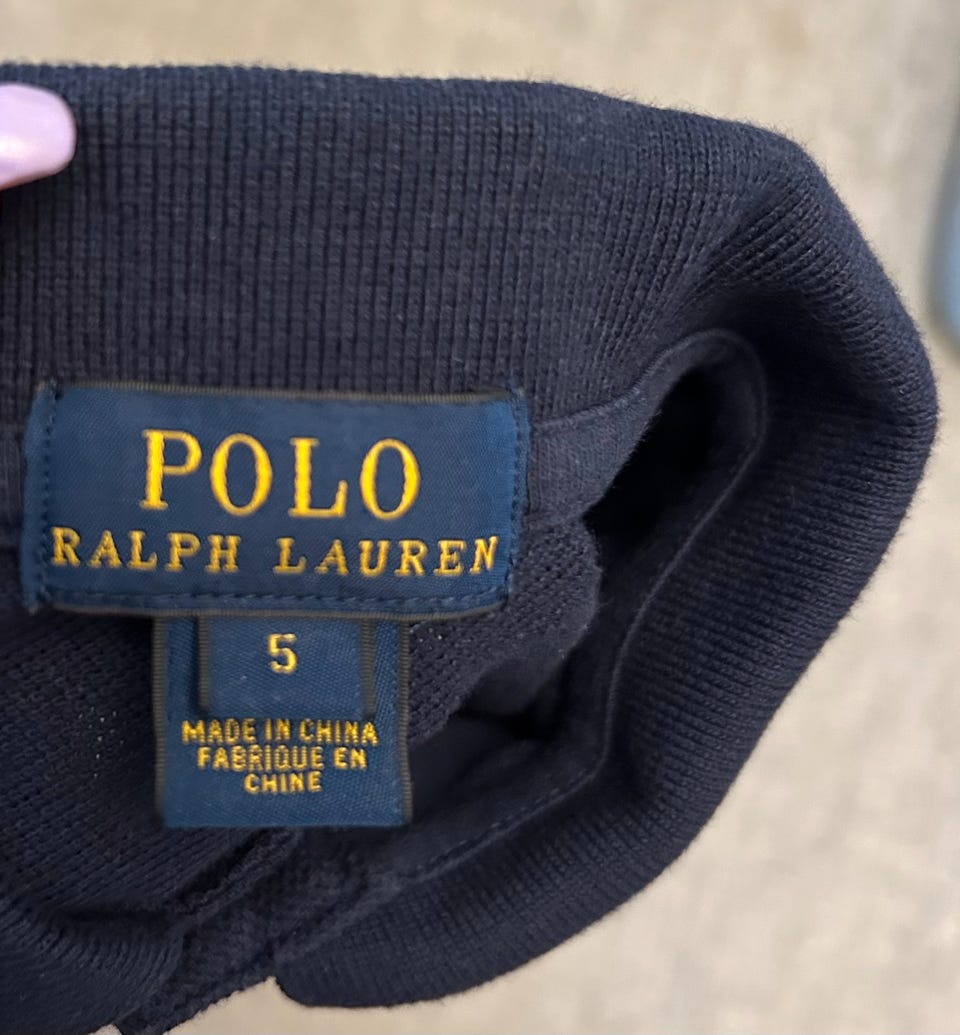 POLO
RALPH LAUREN
5
MADE IN CHINA
FABRIQUE EN
CHINE